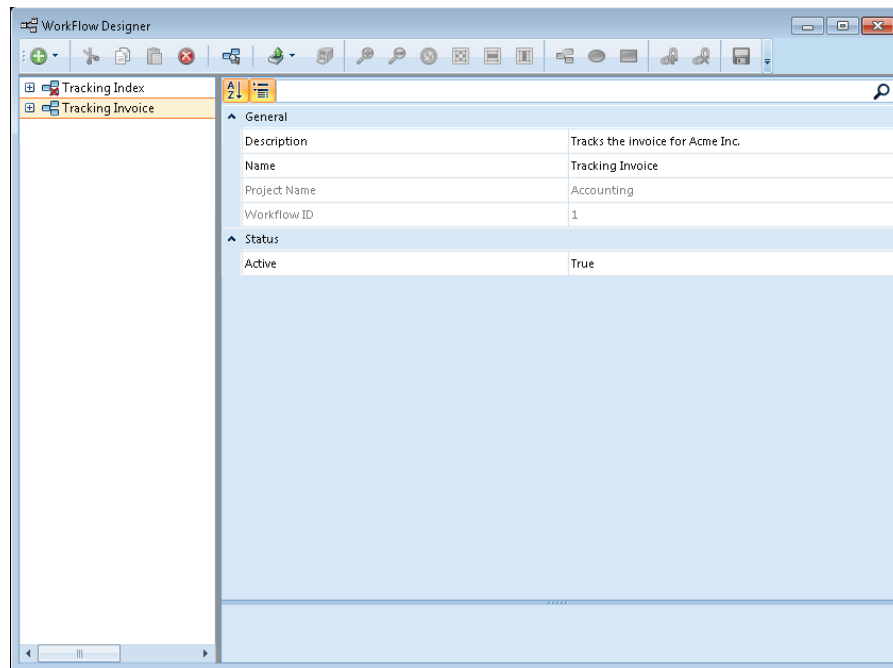 WorkFlow Designer
Tracking Index
Tracking Invoice
A
Z
General
Description Tracks the invoice for Acme Inc.
Name Tracking Invoice
Project Name Accounting
Workflow ID 1
Status
Active True